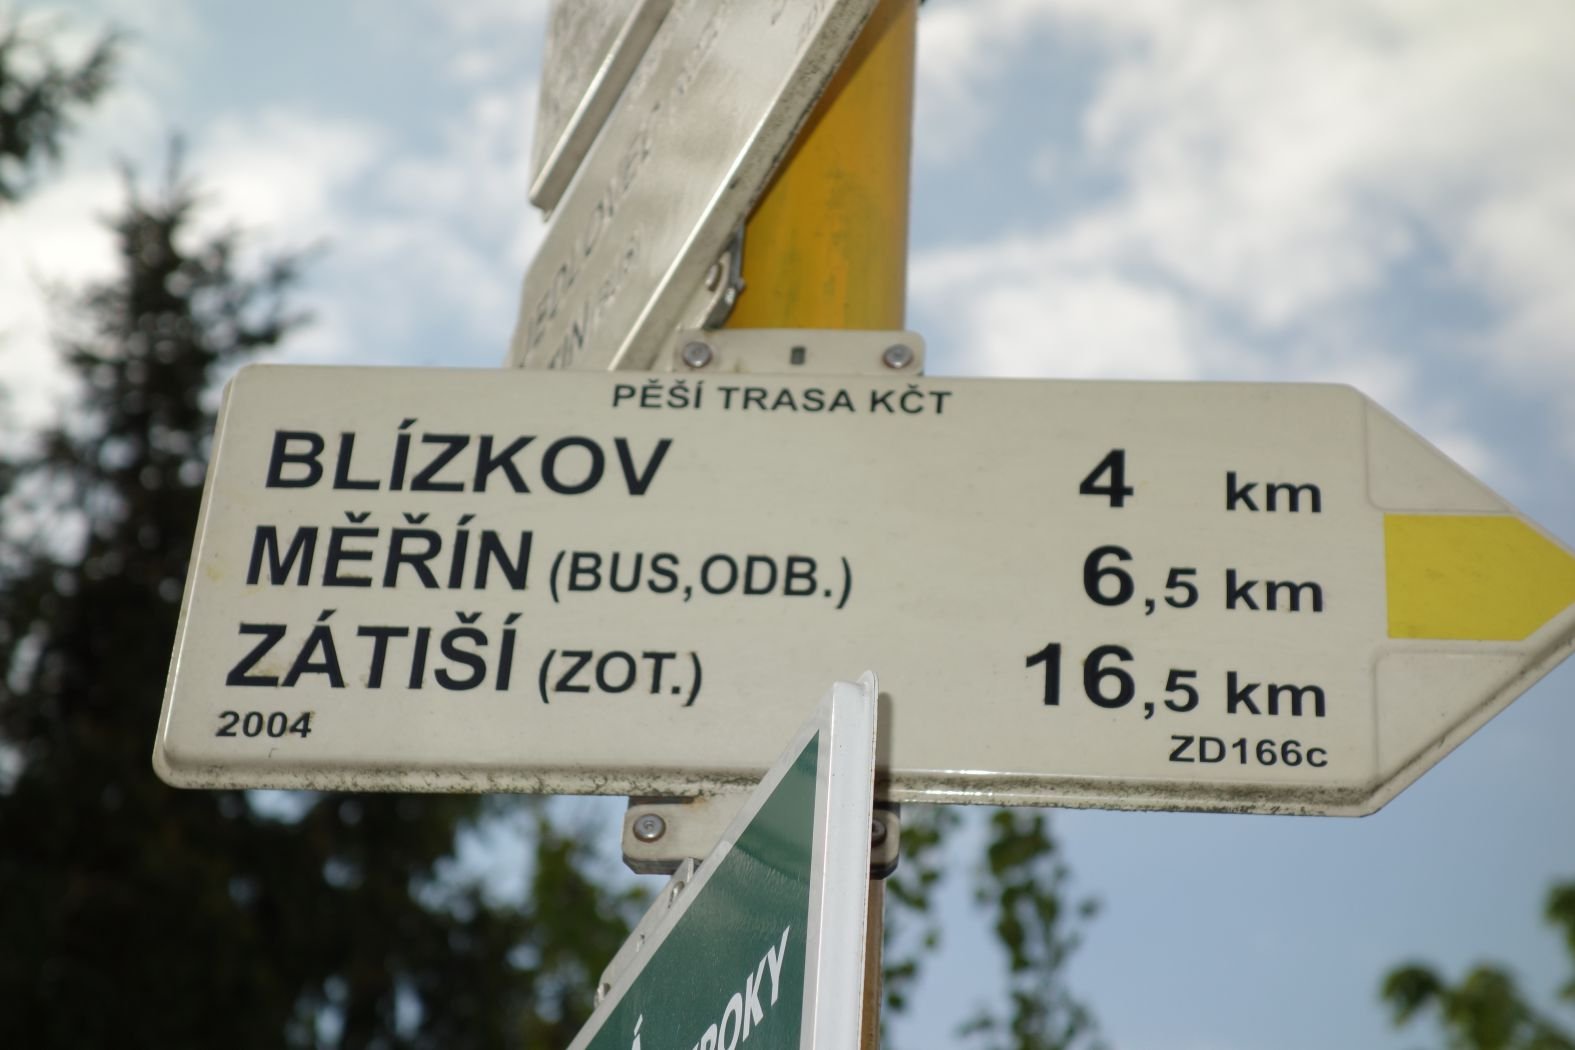 PĚŠÍ TRASA KČT
BLÍZKOV 4 km
MĚŘÍN (BUS,ODB.) 6,5 km
ZÁTIŠÍ (ZOT.) 16,5 km
2004 ZD166c